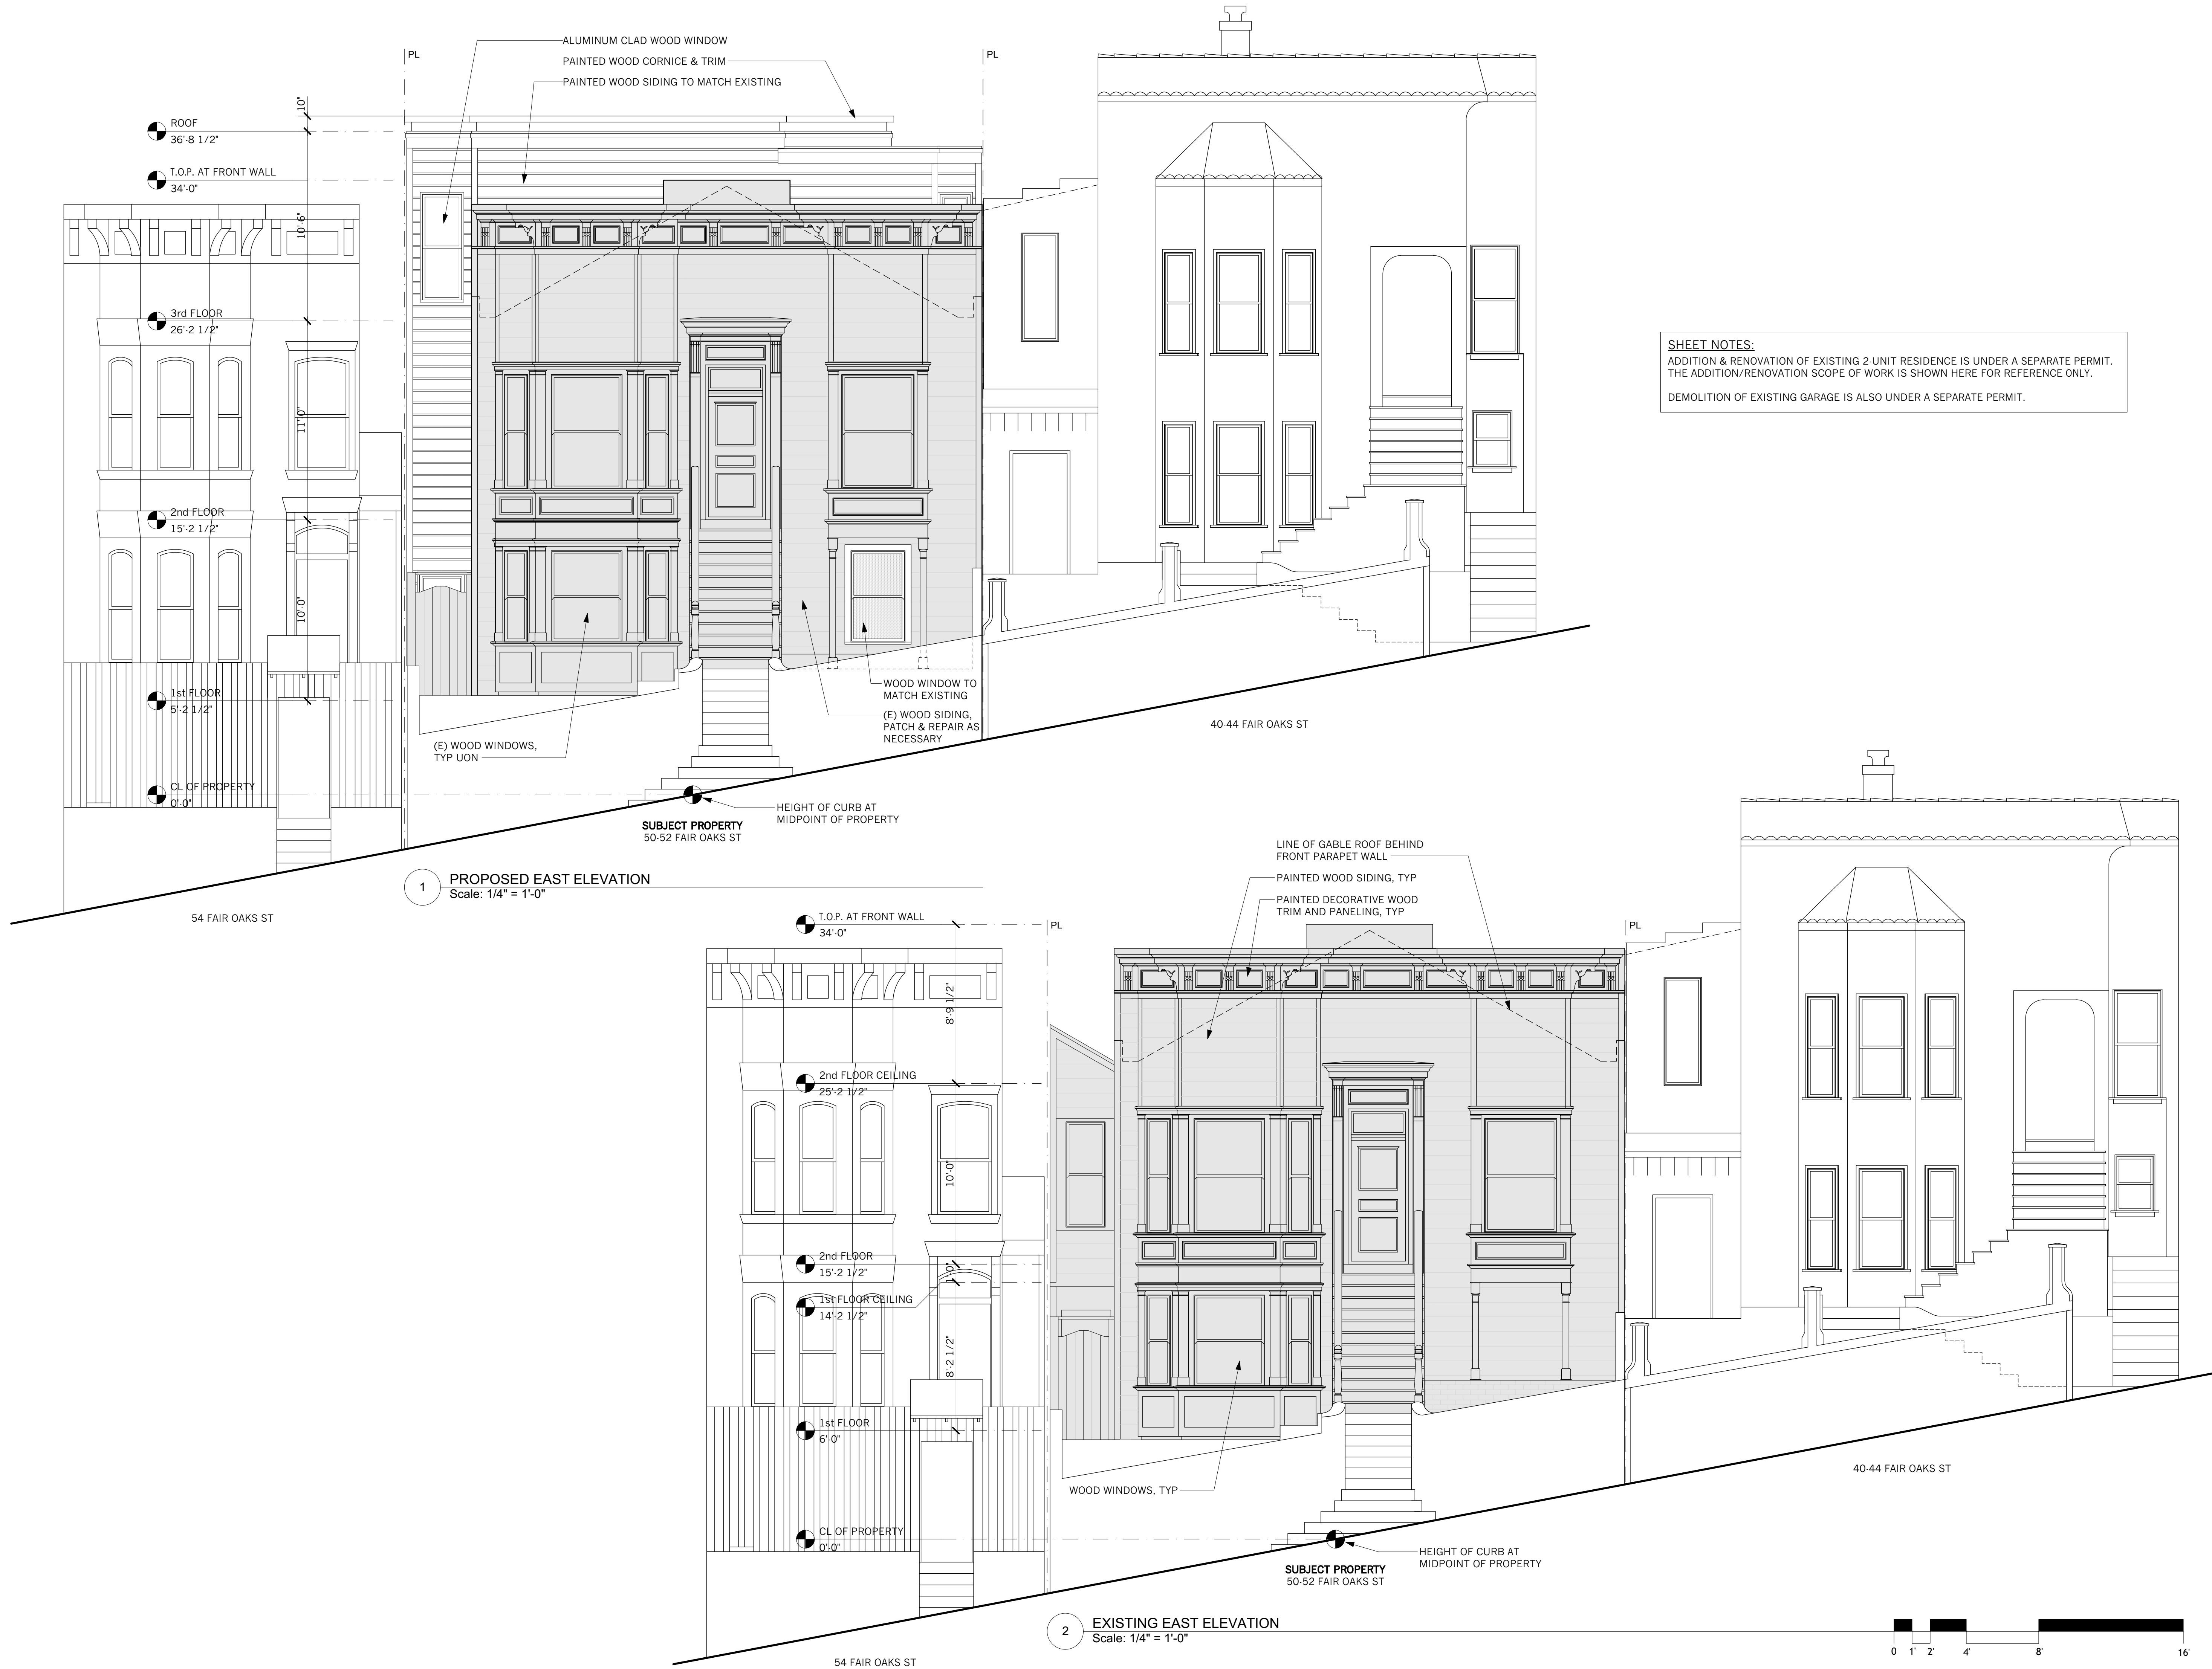 ALUMINUM CLAD WOOD WINDOW
PAINTED WOOD CORNICE & TRIM
PAINTED WOOD SIDING TO MATCH EXISTING
PL
PL
10"
ROOF
36'-8 1/2"
T.O.P. AT FRONT WALL
34'-0"
10'-6"
3rd FLOOR
26'-2 1/2"
11'-0"
2nd FLOOR
15'-2 1/2"
10'-0"
1st FLOOR
5'-2 1/2"
CL OF PROPERTY
0'-0"
SHEET NOTES:
ADDITION & RENOVATION OF EXISTING 2-UNIT RESIDENCE IS UNDER A SEPARATE PERMIT.
THE ADDITION/RENOVATION SCOPE OF WORK IS SHOWN HERE FOR REFERENCE ONLY.
DEMOLITION OF EXISTING GARAGE IS ALSO UNDER A SEPARATE PERMIT.
WOOD WINDOW TO
MATCH EXISTING
(E) WOOD SIDING,
PATCH & REPAIR AS
NECESSARY
(E) WOOD WINDOWS,
TYP UON
40-44 FAIR OAKS ST
HEIGHT OF CURB AT
MIDPOINT OF PROPERTY
SUBJECT PROPERTY
50-52 FAIR OAKS ST
1
PROPOSED EAST ELEVATION
Scale: 1/4" = 1'-0"
54 FAIR OAKS ST
LINE OF GABLE ROOF BEHIND
FRONT PARAPET WALL
PAINTED WOOD SIDING, TYP
PAINTED DECORATIVE WOOD
TRIM AND PANELING, TYP
PL
PL
T.O.P. AT FRONT WALL
34'-0"
8'-9 1/2"
2nd FLOOR CEILING
25'-2 1/2"
10'-0"
2nd FLOOR
15'-2 1/2"
1'-0"
1st FLOOR CEILING
14'-2 1/2"
8'-2 1/2"
1st FLOOR
6'-0"
CL OF PROPERTY
0'-0"
WOOD WINDOWS, TYP
40-44 FAIR OAKS ST
HEIGHT OF CURB AT
MIDPOINT OF PROPERTY
SUBJECT PROPERTY
50-52 FAIR OAKS ST
2
EXISTING EAST ELEVATION
Scale: 1/4" = 1'-0"
54 FAIR OAKS ST
0 1' 2' 4' 8' 16'